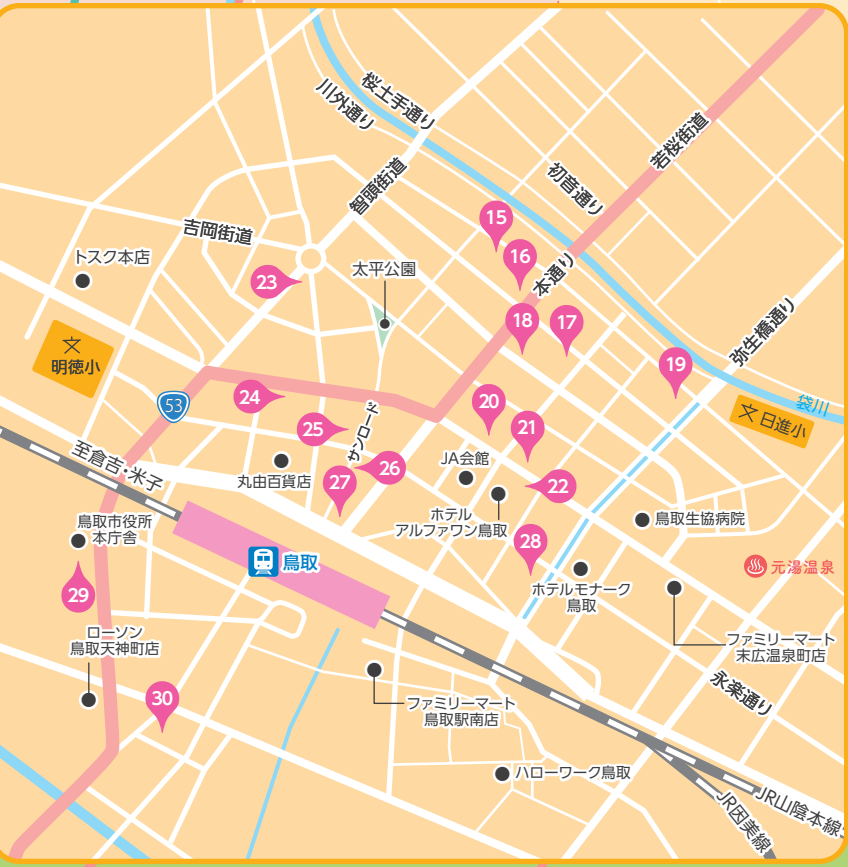 桜土手通り
川外通り
若桜街道
智頭街道
初音通り
15
吉岡街道
16
トスク本店
太平公園
本通り
23
18
17
弥生橋通り
文
明徳小
19
53
24
20
袋川
25
サンロード
21
文 日進小
至倉吉・米子
JA会館
26
丸由百貨店
27
22
鳥取市役所
本庁舎
ホテル
アルファワン鳥取
鳥取生協病院
28
鳥取
元湯温泉
29
ホテルモナーク
鳥取
ローソン
鳥取天神町店
ファミリーマート
末広温泉町店
30
永楽通り
ファミリーマート
鳥取駅南店
ハローワーク鳥取
JR山陰本線
JR因美線